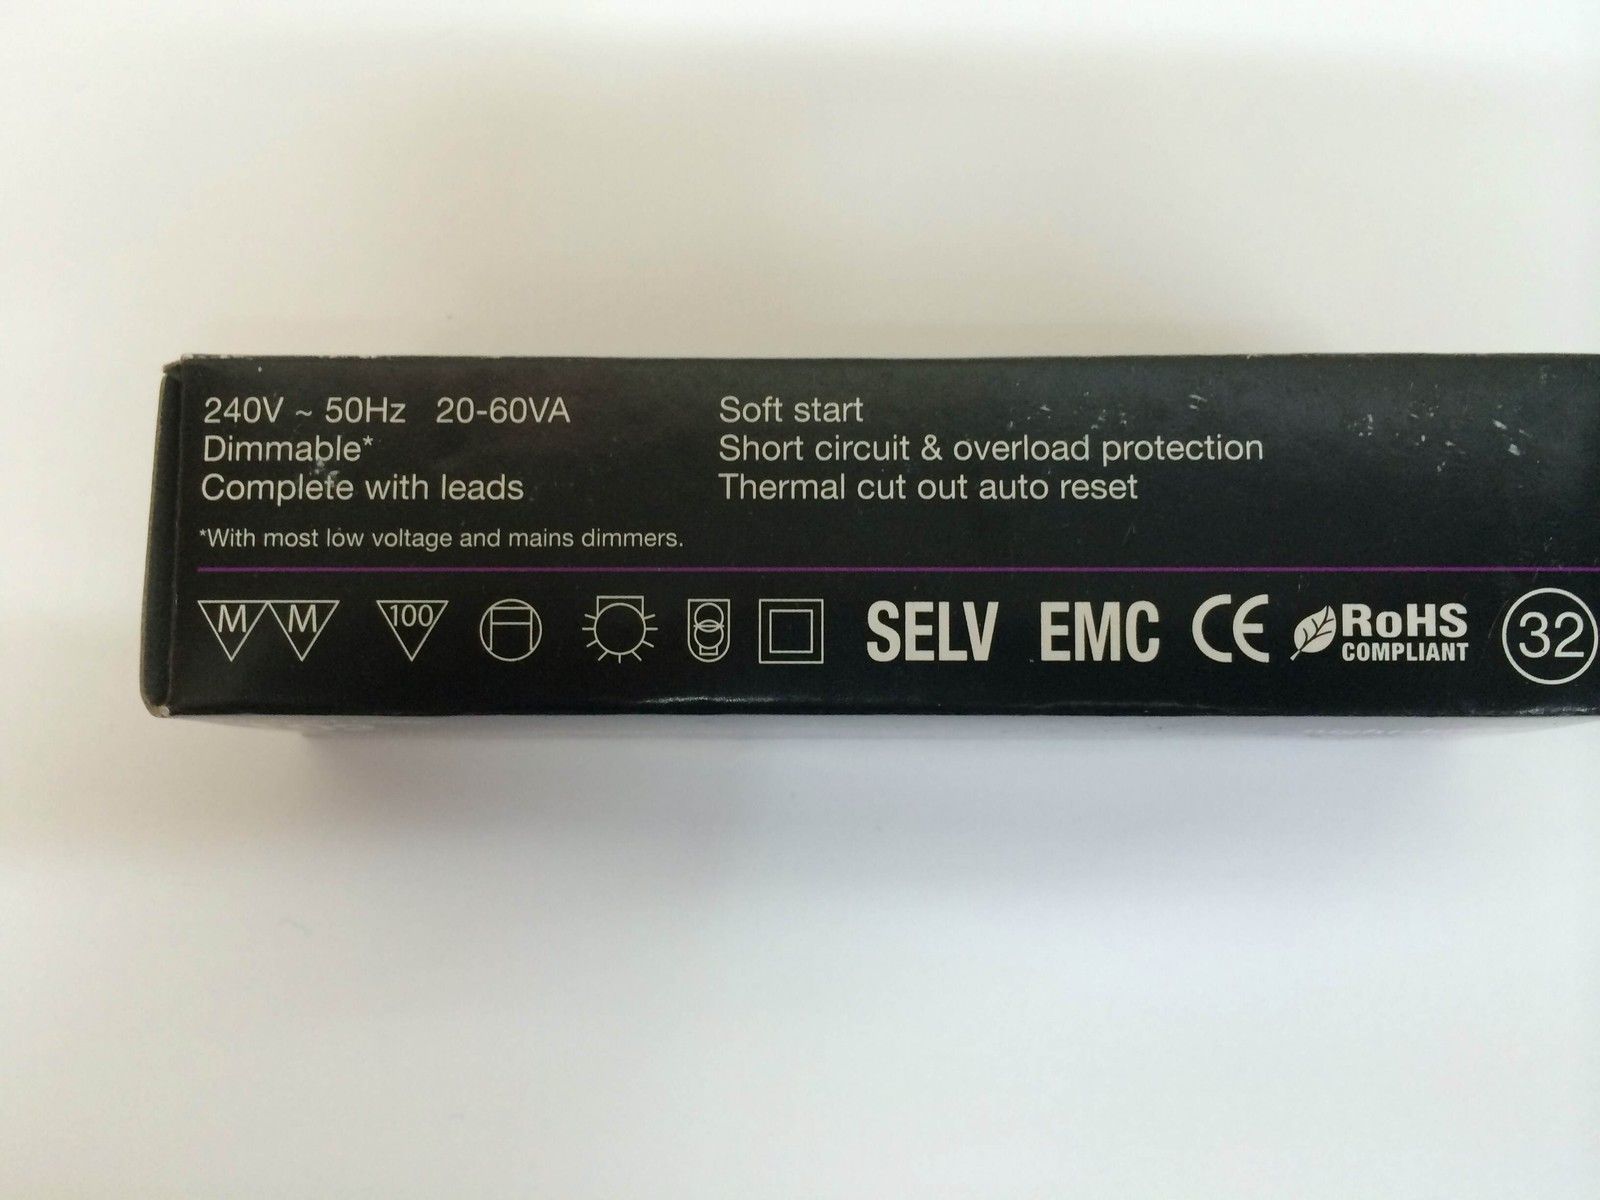 240V ~ 50Hz 20-60VA
Dimmable*
Complete with leads
*With most low voltage and mains dimmers.
Soft start
Short circuit & overload protection
Thermal cut out auto reset
M M 100 SELV EMC CE RoHS COMPLIANT 32